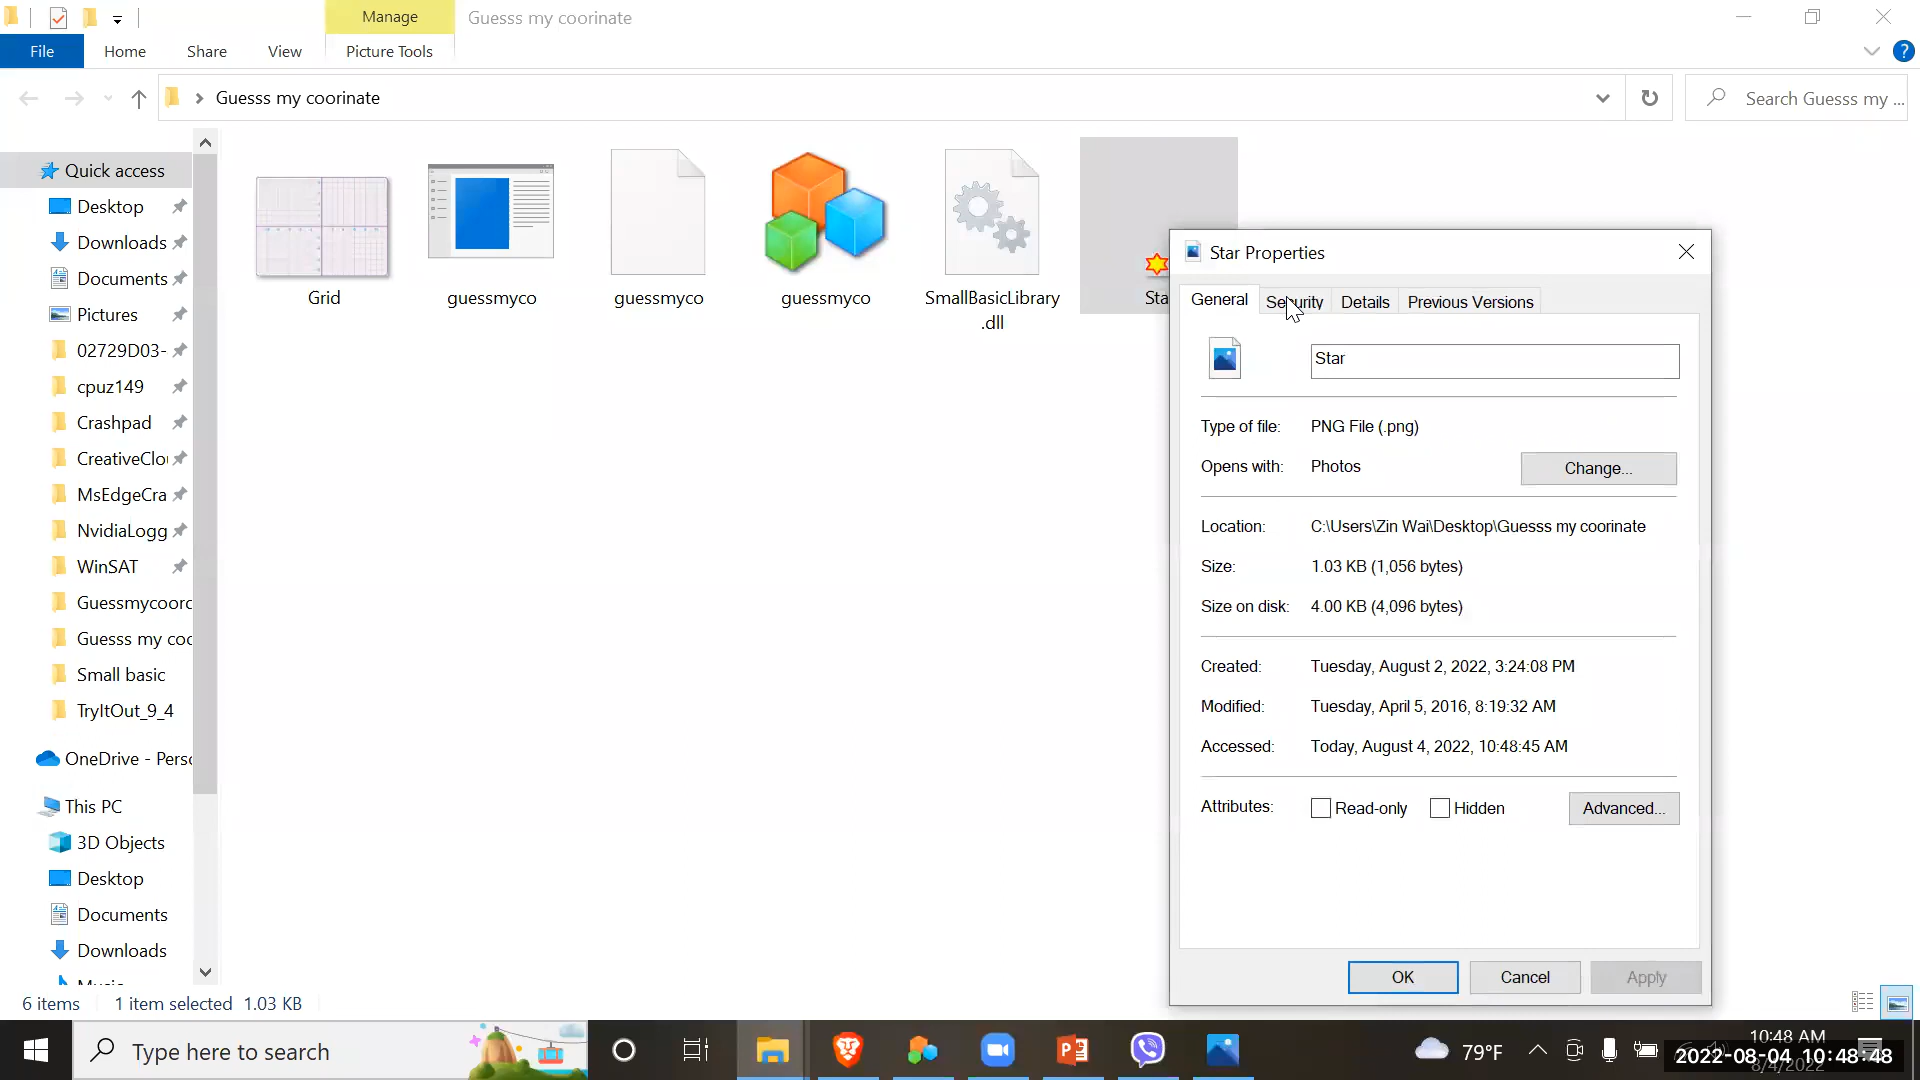 Manage
Guesss my coorinate
File
Home
Share
View
Picture Tools
?
Guesss my coorinate
Search Guesss my ...
Quick access
Desktop
Downloads
Documents
Pictures
02729D03-
cpuz149
Crashpad
CreativeClou
MsEdgeCra
NvidiaLogg
WinSAT
Guessmycoord
Guesss my coo
Small basic
TryItOut_9_4
OneDrive - Perso
This PC
3D Objects
Desktop
Documents
Downloads
Music
Grid
guessmyco
guessmyco
guessmyco
SmallBasicLibrary
.dll
Sta
Star Properties
General
Security
Details
Previous Versions
Star
Type of file: PNG File (.png)
Opens with: Photos
Change...
Location: C:\Users\Zin Wai\Desktop\Guesss my coorinate
Size: 1.03 KB (1,056 bytes)
Size on disk: 4.00 KB (4,096 bytes)
Created: Tuesday, August 2, 2022, 3:24:08 PM
Modified: Tuesday, April 5, 2016, 8:19:32 AM
Accessed: Today, August 4, 2022, 10:48:45 AM
Attributes: Read-only Hidden
Advanced...
OK
Cancel
Apply
6 items 1 item selected 1.03 KB
Type here to search
79°F
10:48 AM
2022-08-04 10:48:48
8/4/2022